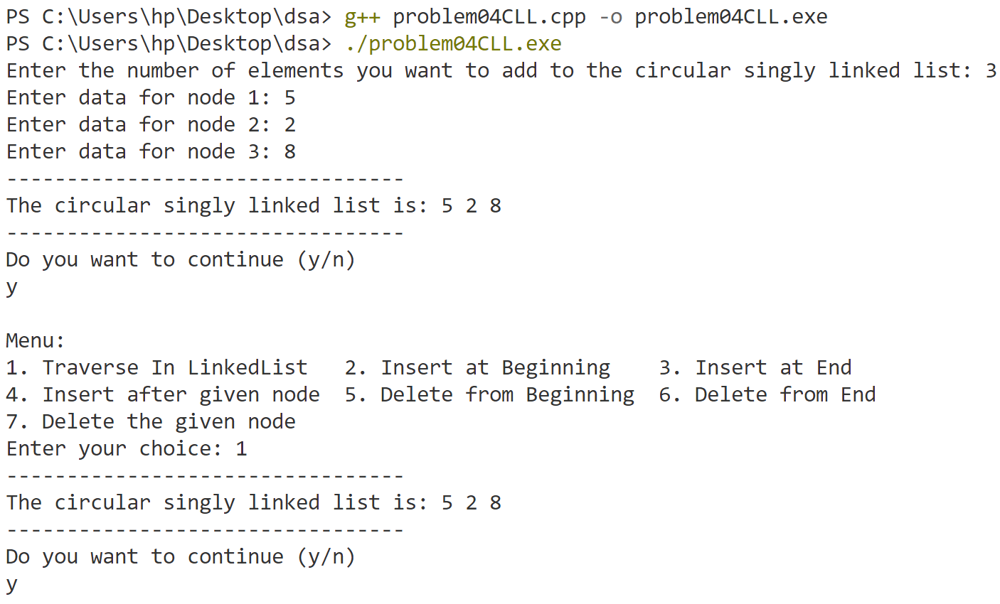 PS C:\Users\hp\Desktop\dsa> g++ problem04CLL.cpp -o problem04CLL.exe
PS C:\Users\hp\Desktop\dsa> ./problem04CLL.exe
Enter the number of elements you want to add to the circular singly linked list: 3
Enter data for node 1: 5
Enter data for node 2: 2
Enter data for node 3: 8
---------------------------------
The circular singly linked list is: 5 2 8
---------------------------------
Do you want to continue (y/n)
y

Menu:
1. Traverse In LinkedList   2. Insert at Beginning    3. Insert at End
4. Insert after given node  5. Delete from Beginning  6. Delete from End
7. Delete the given node
Enter your choice: 1
---------------------------------
The circular singly linked list is: 5 2 8
---------------------------------
Do you want to continue (y/n)
y